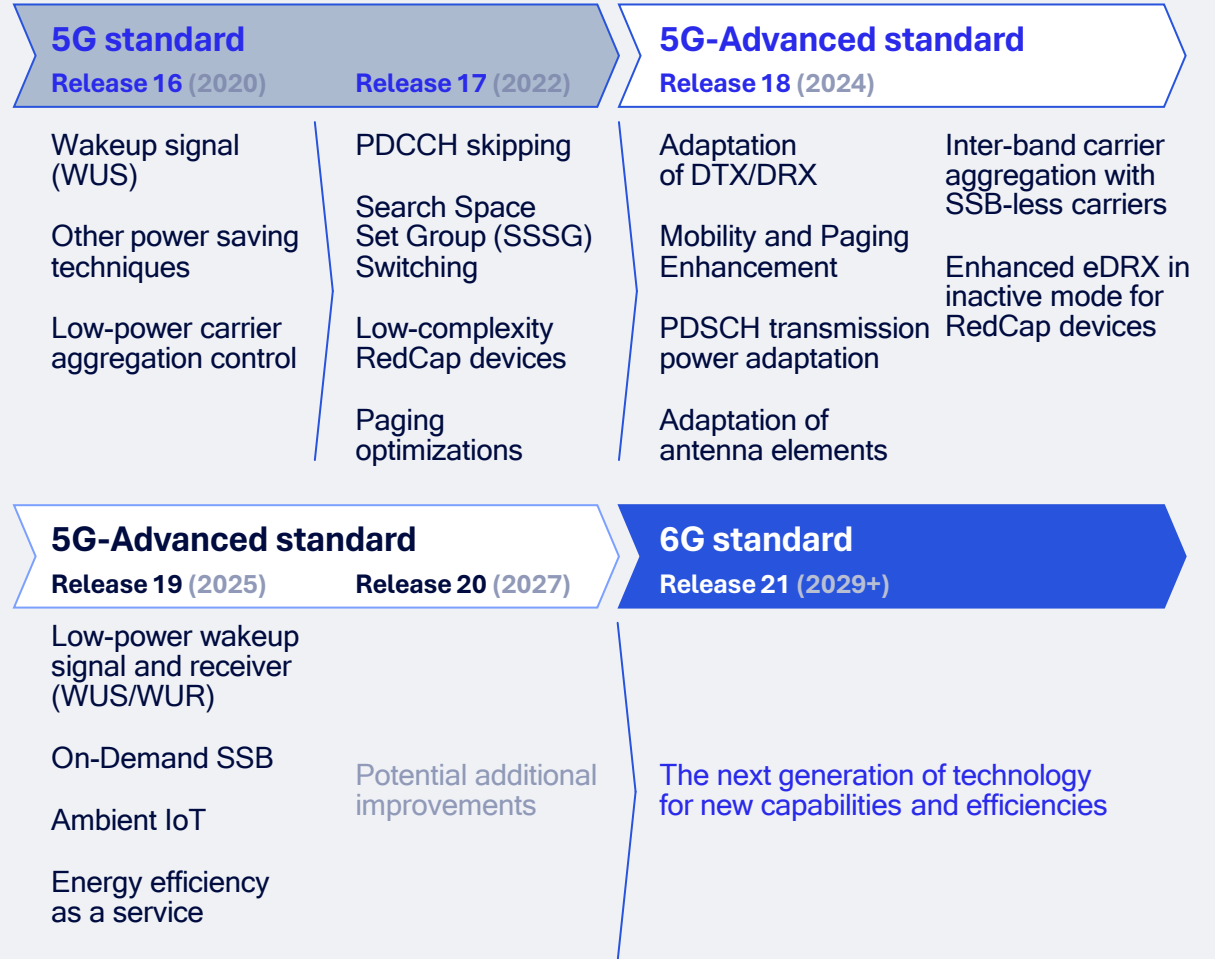 5G standard
Release 16 (2020)
Release 17 (2022)
Wakeup signal
(WUS)
Other power saving
techniques
Low-power carrier
aggregation control
PDCCH skipping
Search Space
Set Group (SSSG)
Switching
Low-complexity
RedCap devices
Paging
optimizations
5G-Advanced standard
Release 18 (2024)
Adaptation
of DTX/DRX
Mobility and Paging
Enhancement
PDSCH transmission
power adaptation
Adaptation of
antenna elements
Inter-band carrier
aggregation with
SSB-less carriers
Enhanced eDRX in
inactive mode for
RedCap devices
5G-Advanced standard
Release 19 (2025)
Release 20 (2027)
Low-power wakeup
signal and receiver
(WUS/WUR)
On-Demand SSB
Ambient IoT
Energy efficiency
as a service
Potential additional
improvements
6G standard
Release 21 (2029+)
The next generation of technology
for new capabilities and efficiencies